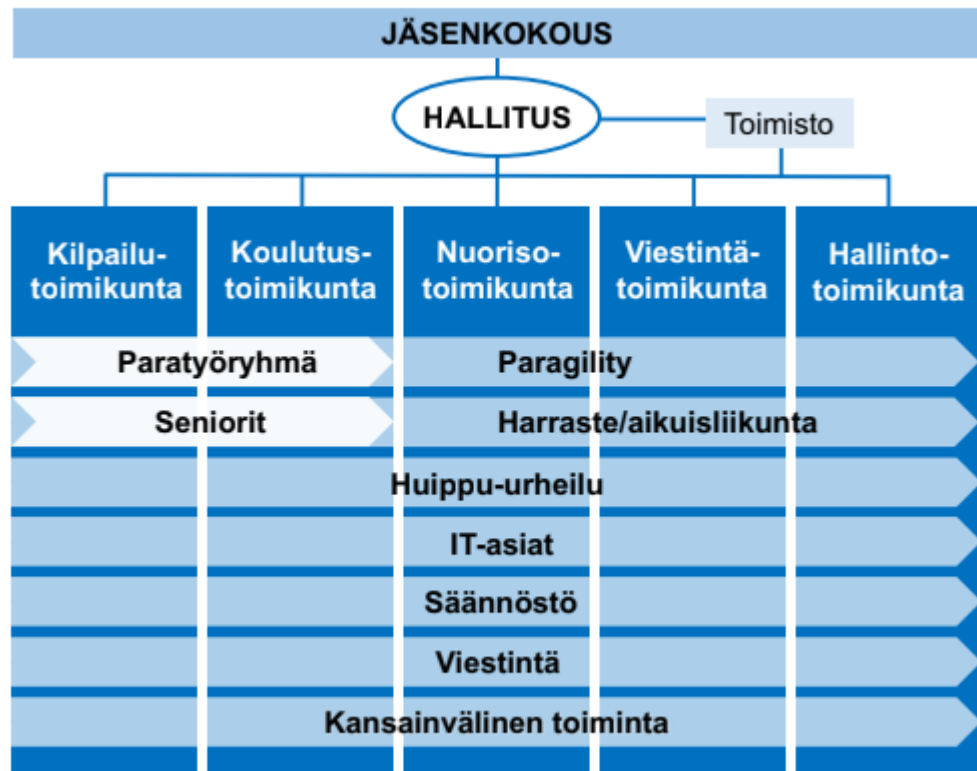 JÄSENKOKOUS
HALLITUS
Toimisto
Kilpailu-
toimikunta
Koulutus-
toimikunta
Nuoriso-
toimikunta
Viestintä-
toimikunta
Hallinto-
toimikunta
Paratyöryhmä
Paragility
Seniorit
Harraste/aikuisliikunta
Huippu-urheilu
IT-asiat
Säännöstö
Viestintä
Kansainvälinen toiminta